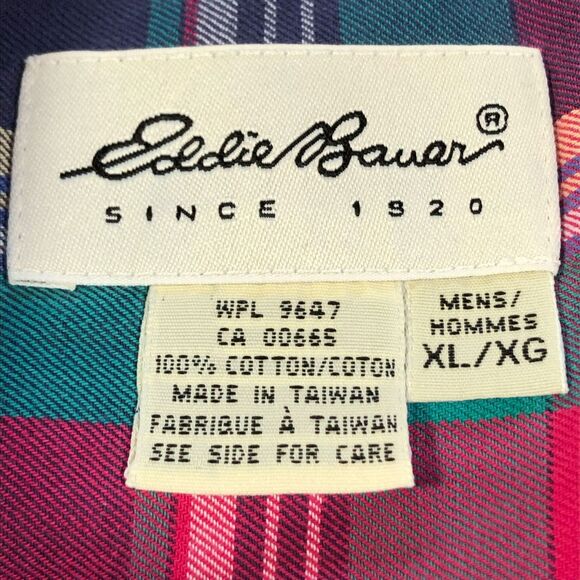 Eddie Bauer®
SINCE 1920
WPL 9647
CA 00665
100% COTTON/COTON
MADE IN TAIWAN
FABRIQUE À TAIWAN
SEE SIDE FOR CARE
MENS/
HOMMES
XL/XG